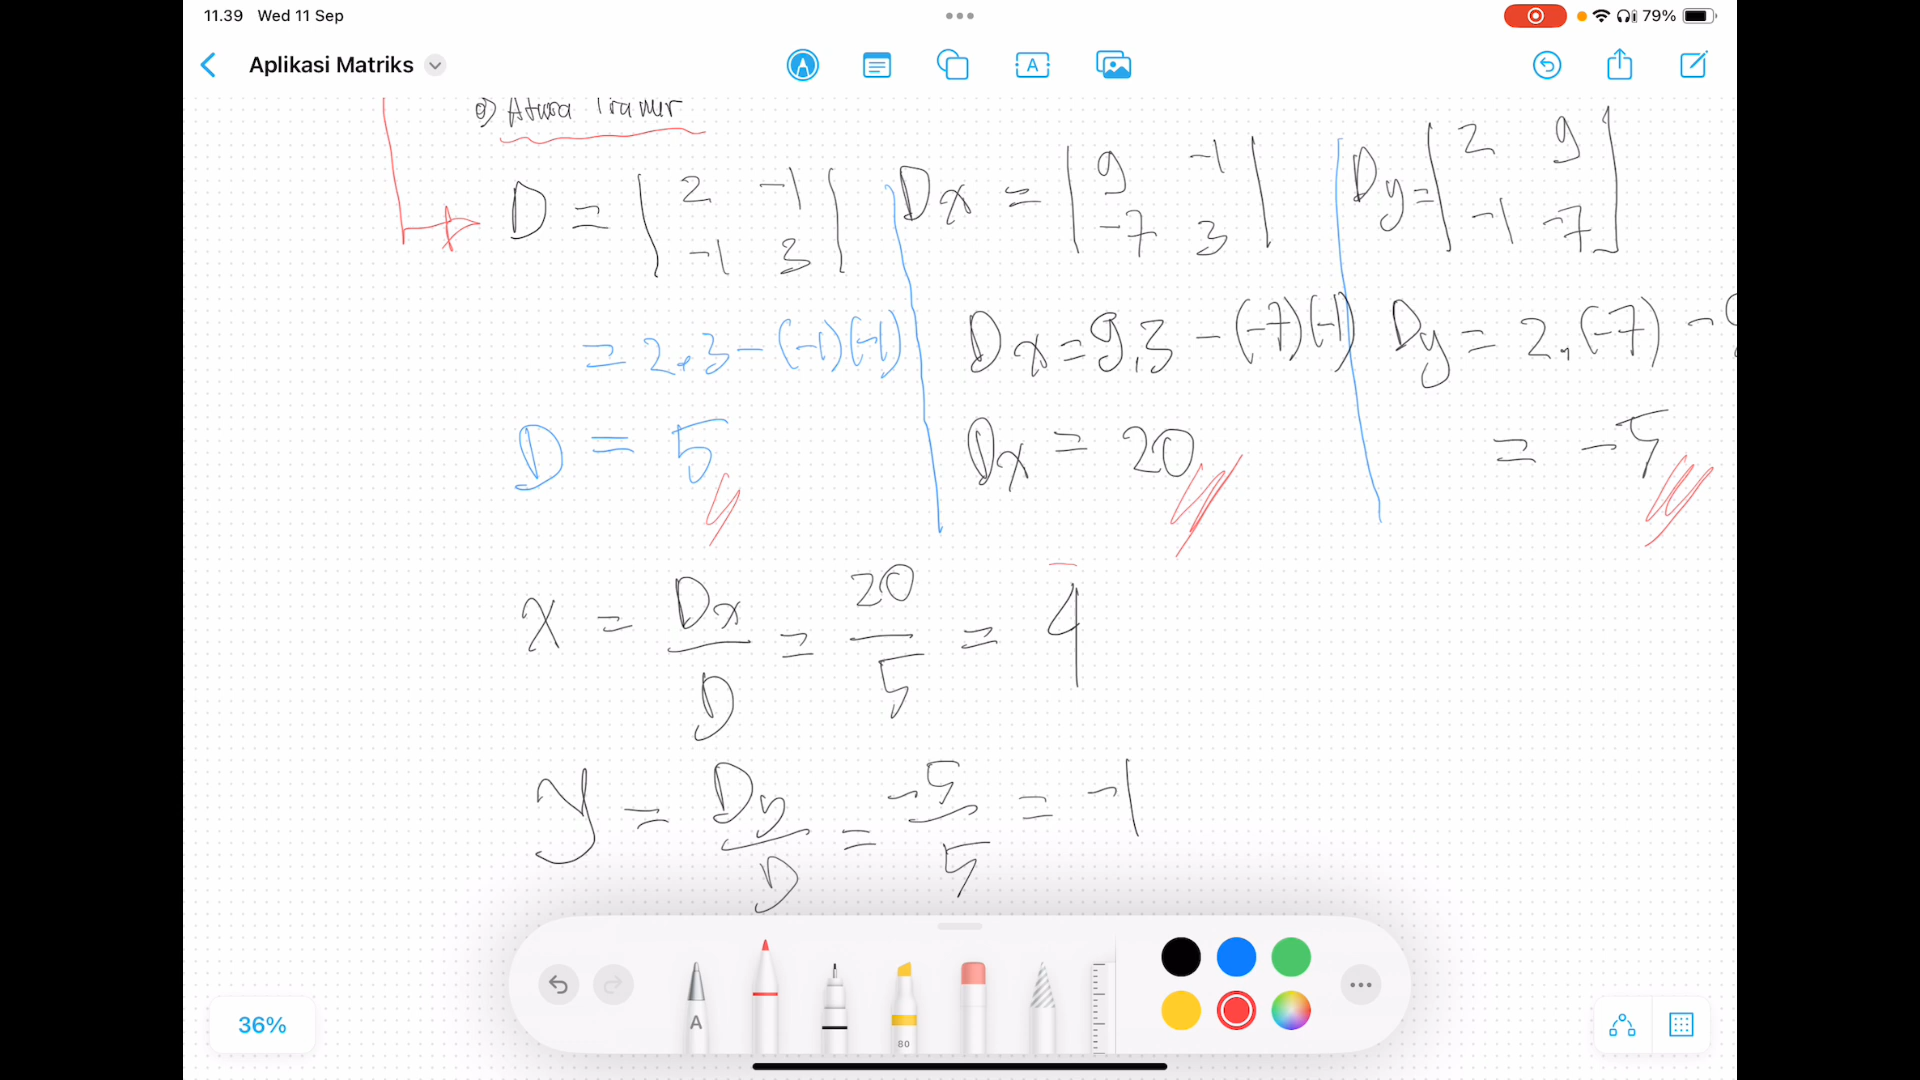 11.39 Wed 11 Sep
79%
Aplikasi Matriks
A
D = | 2 -1 |
| -1 3 |
Dx = | 9 -1 |
| -7 3 |
Dy = | 2 9 |
| -1 -7 |
= 2.3 - (-1)(-1)
Dx = 9.3 - (-7)(-1)
Dy = 2.(-7) -
D = 5
Dx = 20
= -5
x = Dx/D = 20/5 = 4
y = Dy/D = -5/5 = -1
A
80
36%